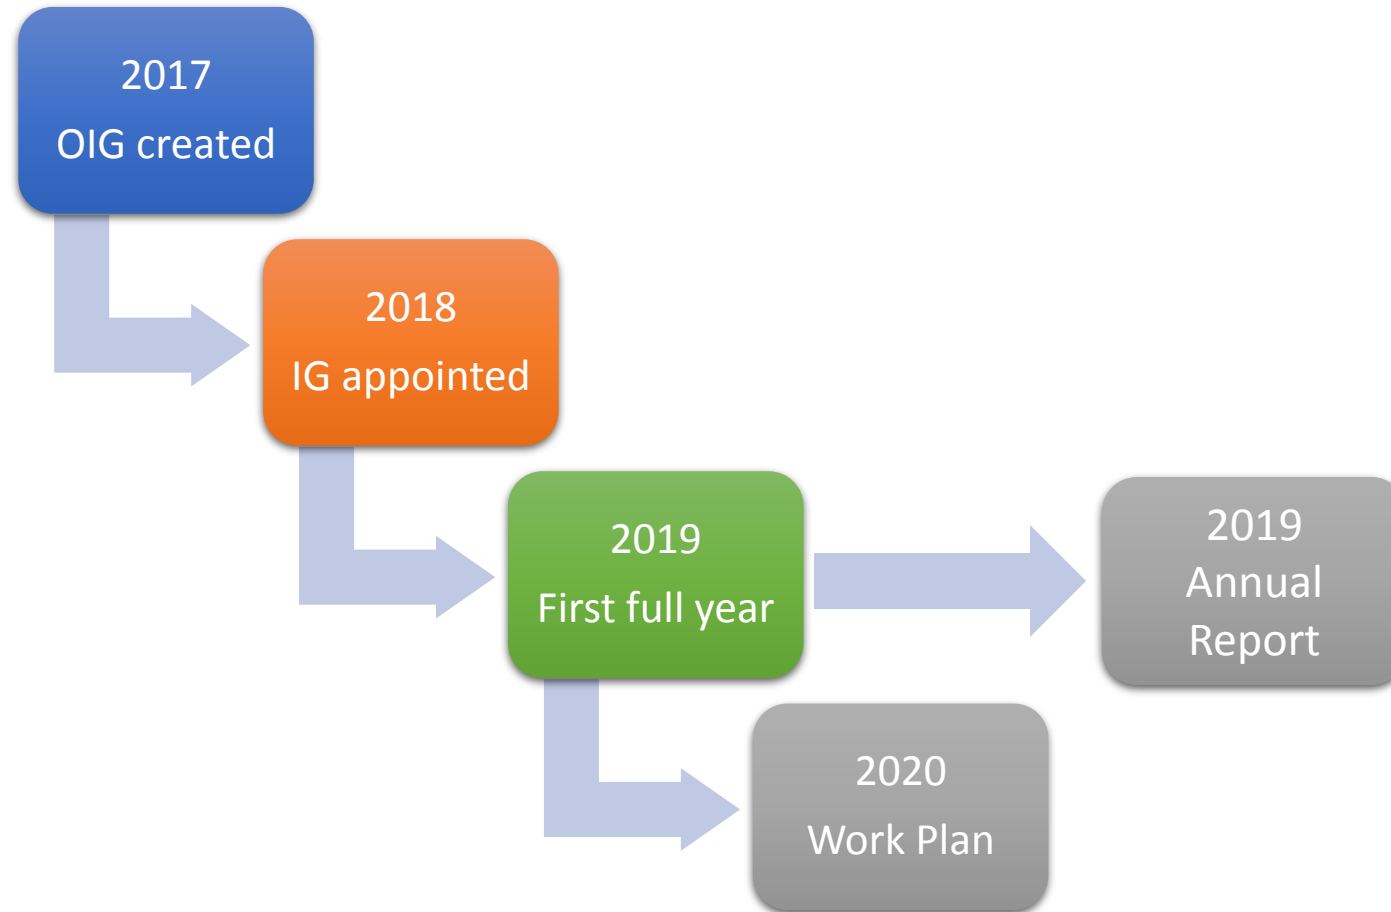 2017
OIG created
2018
IG appointed
2019
First full year
2019
Annual
Report
2020
Work Plan